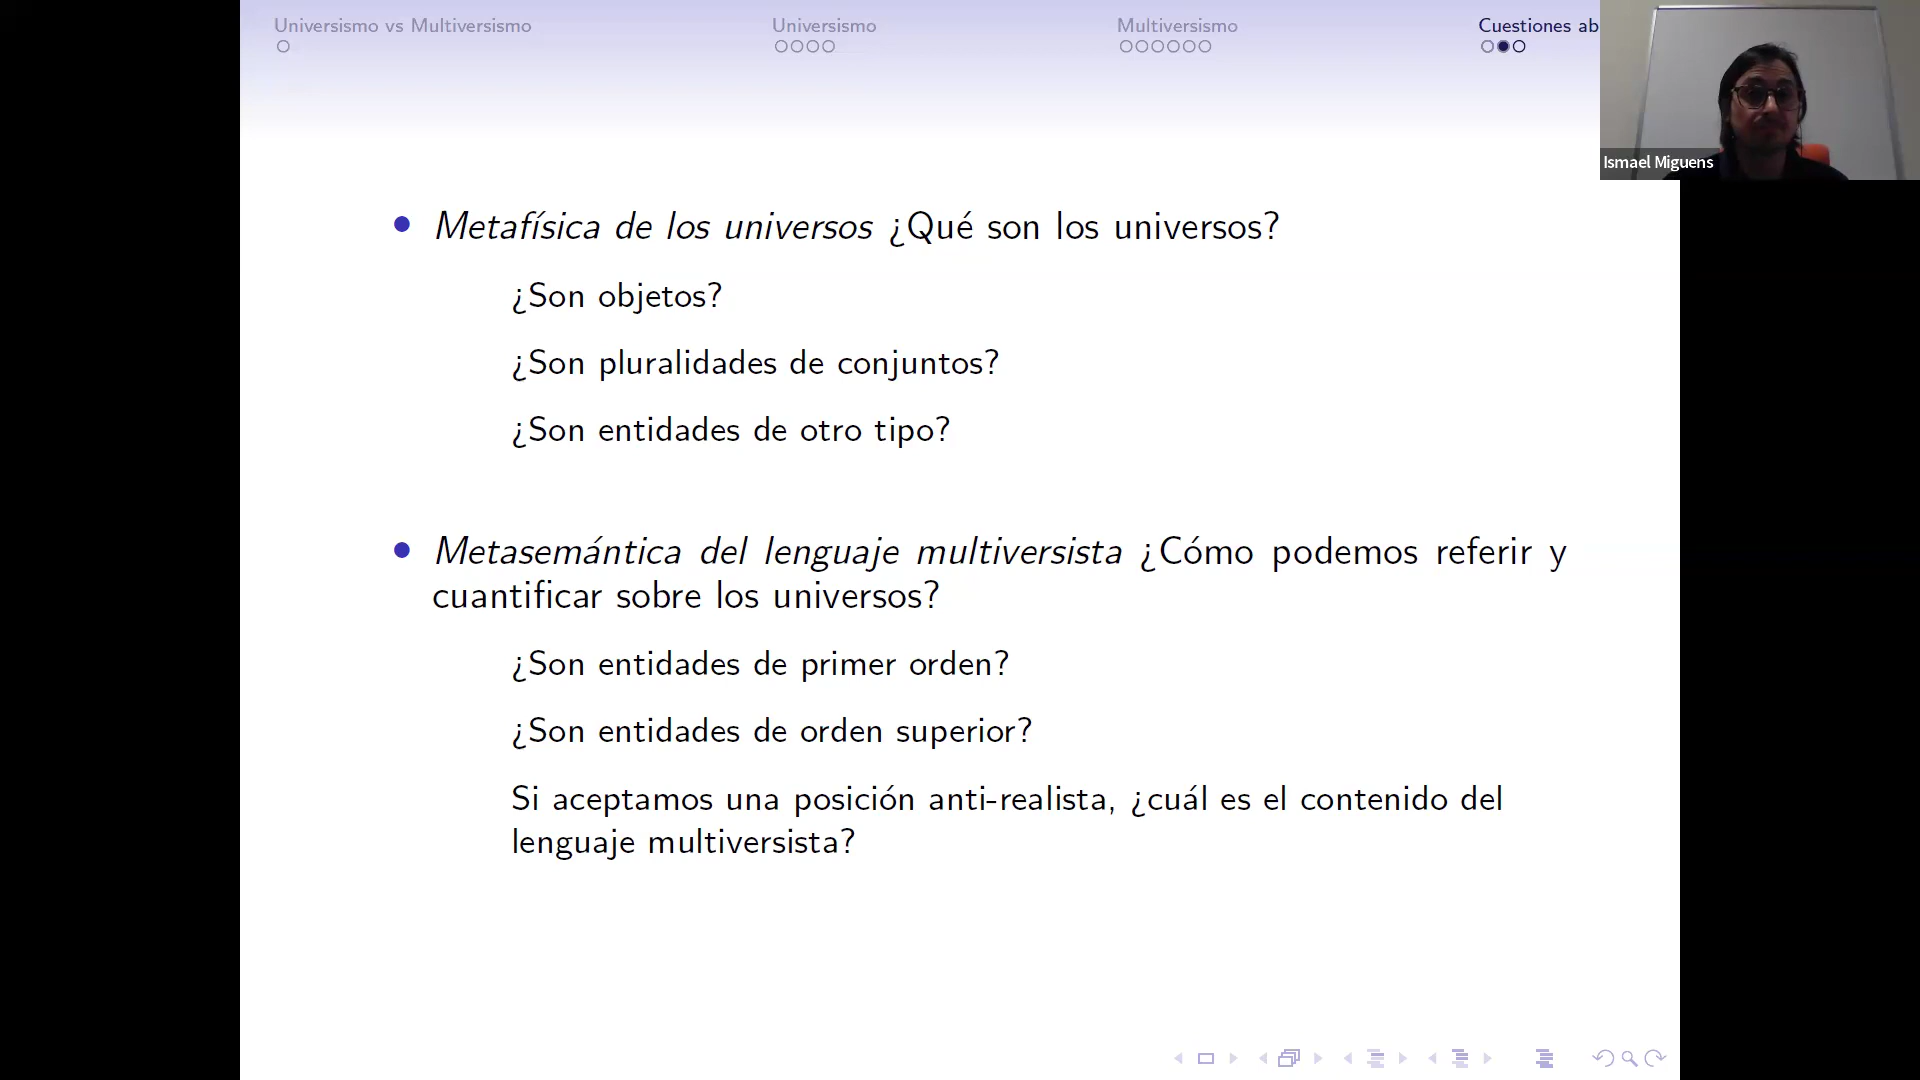 Universismo vs Multiversismo
Universismo
Multiversismo
Cuestiones ab
Ismael Miguens
Metafísica de los universos ¿Qué son los universos?
¿Son objetos?
¿Son pluralidades de conjuntos?
¿Son entidades de otro tipo?
Metasemántica del lenguaje multiversista ¿Cómo podemos referir y
cuantificar sobre los universos?
¿Son entidades de primer orden?
¿Son entidades de orden superior?
Si aceptamos una posición anti-realista, ¿cuál es el contenido del
lenguaje multiversista?